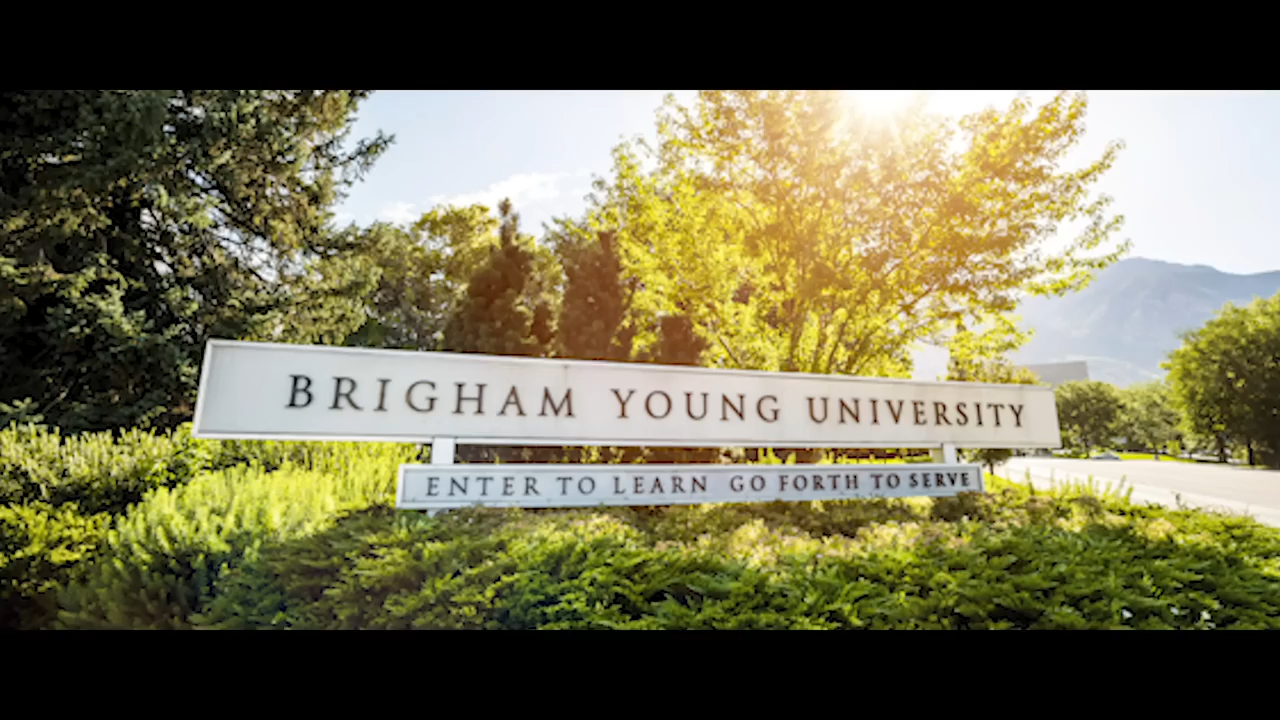 BRIGHAM YOUNG UNIVERSITY
ENTER TO LEARN GO FORTH TO SERVE